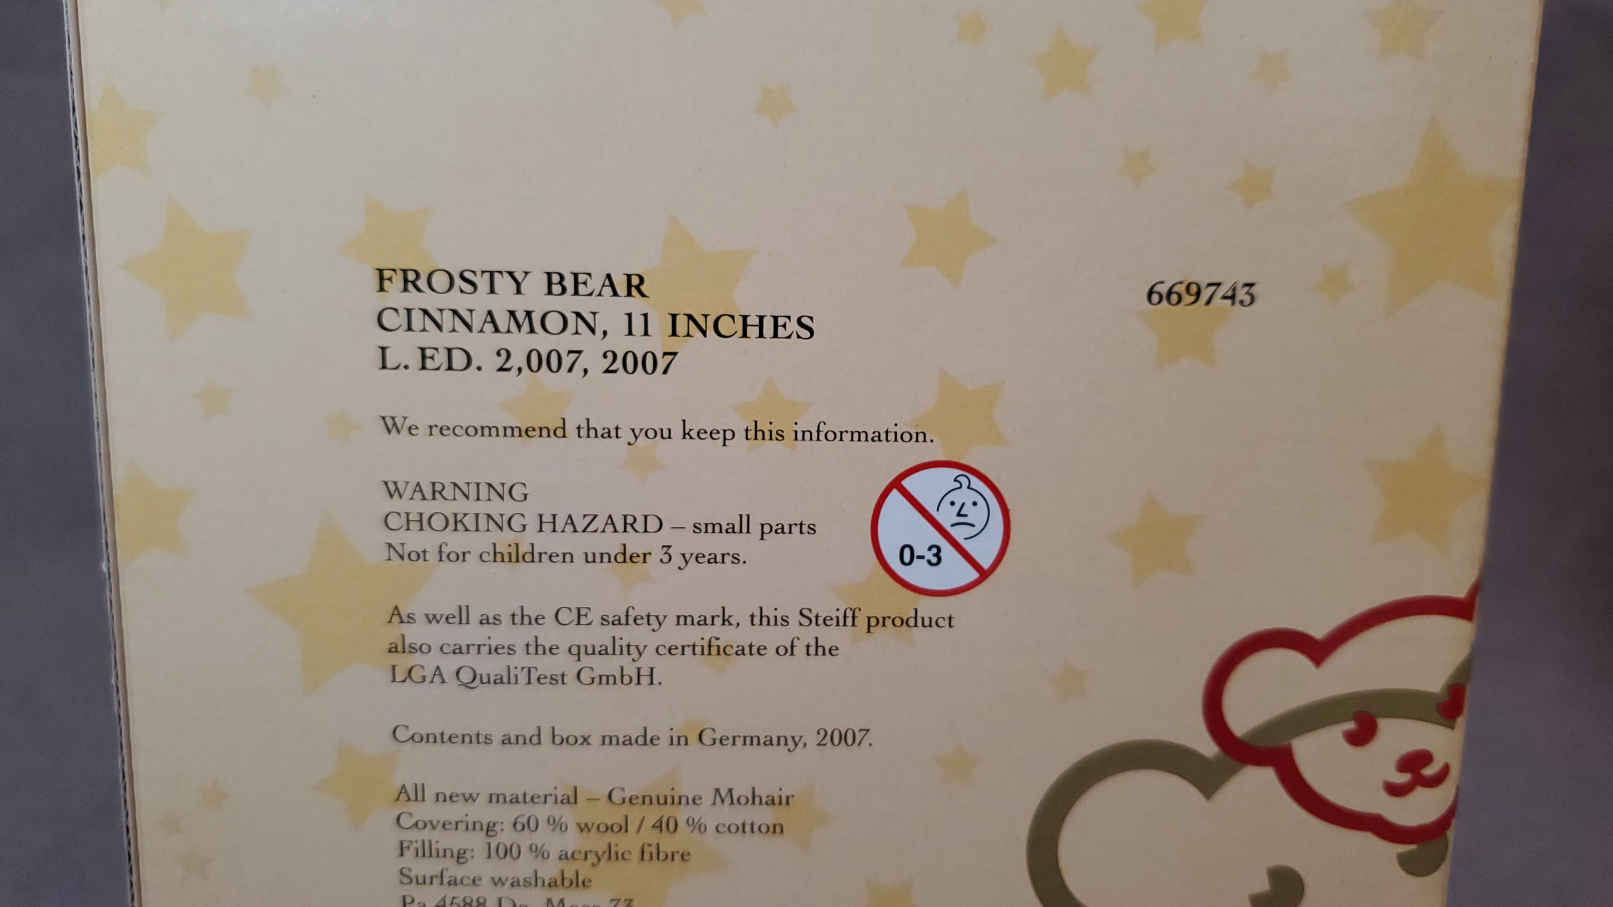 FROSTY BEAR
669743
CINNAMON, 11 INCHES
L. ED. 2,007, 2007
We recommend that you keep this information.
WARNING
CHOKING HAZARD – small parts
Not for children under 3 years.
0-3
As well as the CE safety mark, this Steiff product
also carries the quality certificate of the
LGA QualiTest GmbH.
Contents and box made in Germany, 2007.
All new material – Genuine Mohair
Covering: 60 % wool / 40 % cotton
Filling: 100 % acrylic fibre
Surface washable